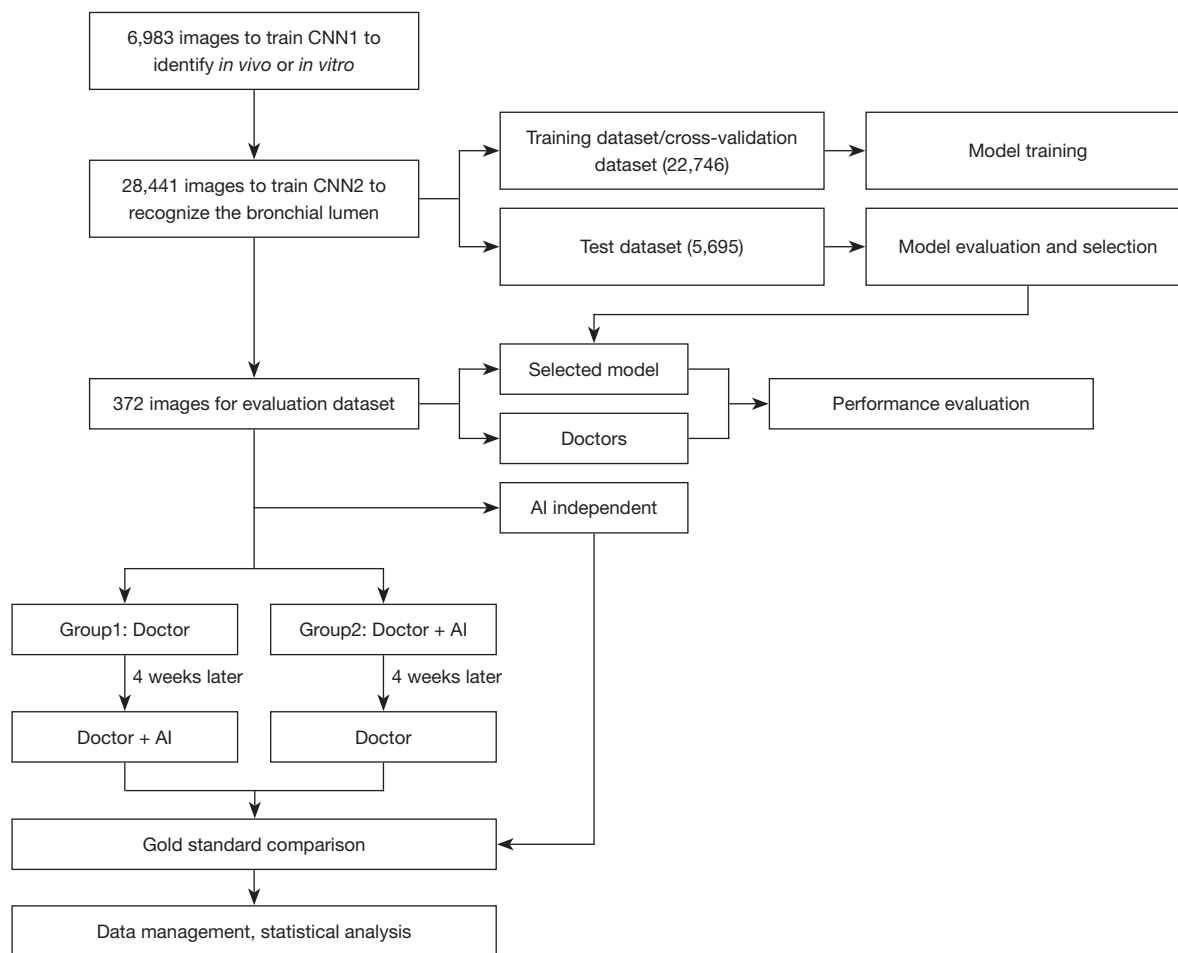 6,983 images to train CNN1 to
identify in vivo or in vitro
28,441 images to train CNN2 to
recognize the bronchial lumen
Training dataset/cross-validation
dataset (22,746)
Model training
Test dataset (5,695)
Model evaluation and selection
372 images for evaluation dataset
Selected model
Doctors
Performance evaluation
AI independent
Group1: Doctor
Group2: Doctor + AI
4 weeks later
4 weeks later
Doctor + AI
Doctor
Gold standard comparison
Data management, statistical analysis